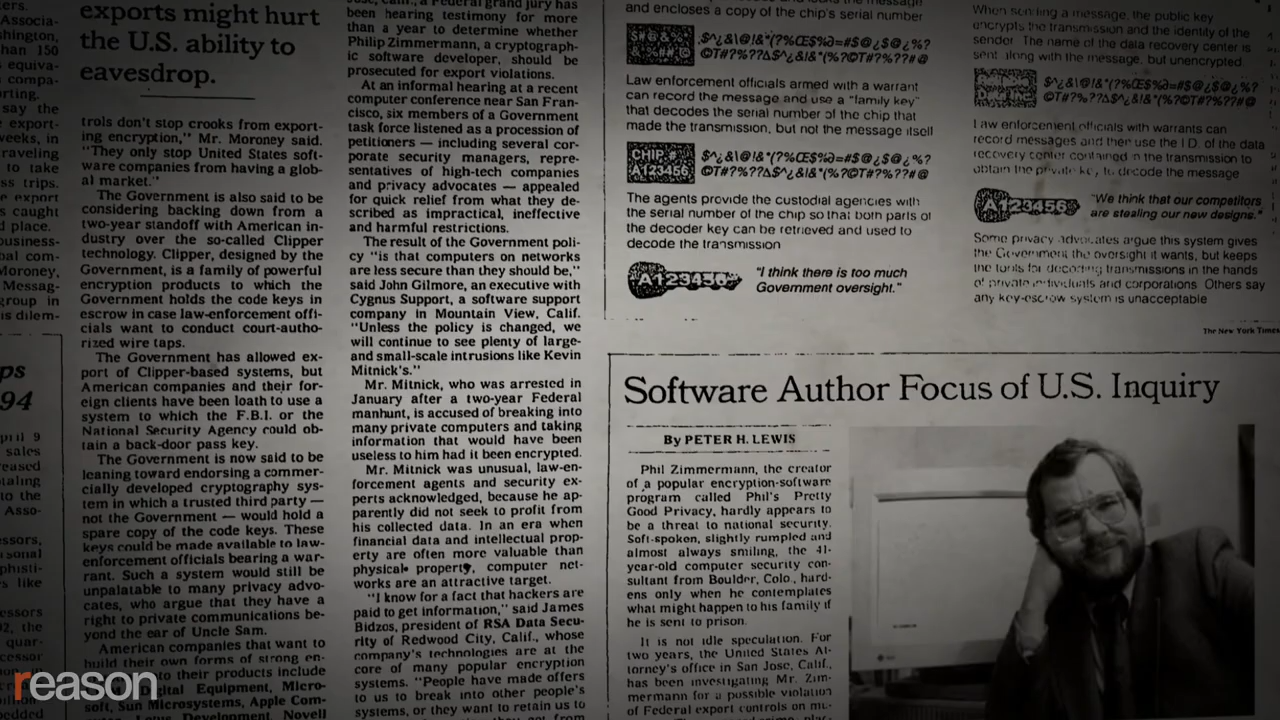 exports might hurt
the U.S. ability to
eavesdrop.
trols don't stop crooks from export-
ing encryption," Mr. Moroney said.
"They only stop United States soft-
ware companies from having a glob-
al market."
The Government is also said to be
considering backing down from a
two-year standoff with American in-
dustry over the so-called Clipper
technology. Clipper, designed by the
Government, is a family of powerful
encryption products to which the
Government holds the code keys in
escrow in case law-enforcement offi-
cials want to conduct court-autho-
rized wire taps.
The Government has allowed ex-
port of Clipper-based systems, but
American companies and their for-
eign clients have been loath to use a
system to which the F.B.I. or the
National Security Agency could ob-
tain a back-door pass key.
The Government is now said to be
leaning toward endorsing a commer-
cially developed cryptography sys-
tem in which a trusted third party —
not the Government — would hold a
spare copy of the code keys. These
keys could be made available to law-
enforcement officials bearing a war-
rant. Such a system would still be
unpalatable to many privacy advo-
cates, who argue that they have a
right to private communications be-
yond the ear of Uncle Sam.
American companies that want to
build their own forms of strong en-
into their products include
Digital Equipment, Micro-
soft, Sun Microsystems, Apple Com-
Lotus Development, Novell
a Federal grand jury has
been hearing testimony for more
than a year to determine whether
Philip Zimmermann, a cryptograph-
ic software developer, should be
prosecuted for export violations.
At an informal hearing at a recent
computer conference near San Fran-
cisco, six members of a Government
task force listened as a procession of
petitioners — including several cor-
porate security managers, repre-
sentatives of high-tech companies
and privacy advocates — appealed
for quick relief from what they de-
scribed as impractical, ineffective
and harmful restrictions.
The result of the Government poli-
cy "is that computers on networks
are less secure than they should be,"
said John Gilmore, an executive with
Cygnus Support, a software support
company in Mountain View, Calif.
"Unless the policy is changed, we
will continue to see plenty of large-
and small-scale intrusions like Kevin
Mitnick's."
Mr. Mitnick, who was arrested in
January after a two-year Federal
manhunt, is accused of breaking into
many private computers and taking
information that would have been
useless to him had it been encrypted.
Mr. Mitnick was unusual, law-en-
forcement agents and security ex-
perts acknowledged, because he ap-
parently did not seek to profit from
his collected data. In an era when
financial data and intellectual prop-
erty are often more valuable than
physical property, computer net-
works are an attractive target.
"I know for a fact that hackers are
paid to get information," said James
Bidzos, president of RSA Data Secu-
rity of Redwood City, Calif., whose
company's technologies are at the
core of many popular encryption
systems. "People have made offers
to us to break into other people's
systems, or they want to retain us to
and encloses a copy of the chip's serial number
Law enforcement officials armed with a warrant
can record the message and use a "family key"
that decodes the serial number of the chip that
made the transmission, but not the message itself
CHIP #
A123456
The agents provide the custodial agencies with
the serial number of the chip so that both parts of
the decoder key can be retrieved and used to
decode the transmission
A123456
"I think there is too much
Government oversight."
When sending a message, the public key
encrypts the transmission and the identity of the
sender. The name of the data recovery center is
sent along with the message, but unencrypted.
Law enforcement officials with warrants can
record messages and then use the I.D. of the data
recovery center contained in the transmission to
obtain the private key to decode the message
A123456
"We think that our competitors
are stealing our new designs."
Some privacy advocates argue this system gives
the Government the oversight it wants, but keeps
the tools for decoding transmissions in the hands
of private individuals and corporations. Others say
any key-escrow system is unacceptable
The New York Times
Software Author Focus of U.S. Inquiry
By PETER H. LEWIS
Phil Zimmermann, the creator
of a popular encryption-software
program called Phil's Pretty
Good Privacy, hardly appears to
be a threat to national security.
Soft-spoken, slightly rumpled and
almost always smiling, the 41-
year-old computer security con-
sultant from Boulder, Colo., hard-
ens only when he contemplates
what might happen to his family if
he is sent to prison.
It is not idle speculation. For
two years, the United States At-
torney's office in San Jose, Calif.,
has been investigating Mr. Zim-
mermann for a possible violation
of Federal export controls on mu-
reason